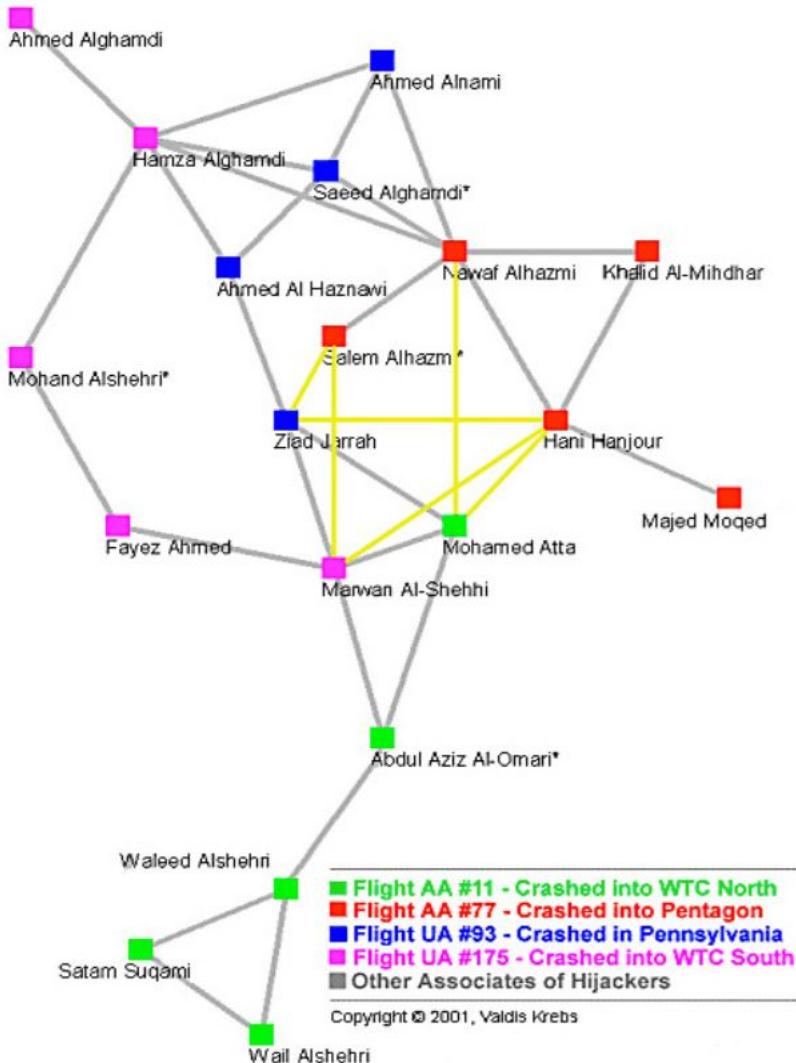 Ahmed Alghamdi
Ahmed Alnami
Hamza Alghamdi
Saeed Alghamdi*
Nawaf Alhazmi
Khalid Al-Mihdhar
Ahmed Al Haznawi
Salem Alhazmi*
Mohand Alshehri*
Ziad Jarrah
Hani Hanjour
Majed Moqed
Fayez Ahmed
Mohamed Atta
Marwan Al-Shehhi
Abdul Aziz Al-Omari*
Waleed Alshehri
Satam Suqami
Wail Alshehri
Flight AA #11 - Crashed into WTC North
Flight AA #77 - Crashed into Pentagon
Flight UA #93 - Crashed in Pennsylvania
Flight UA #175 - Crashed into WTC South
Other Associates of Hijackers
Copyright © 2001, Valdis Krebs